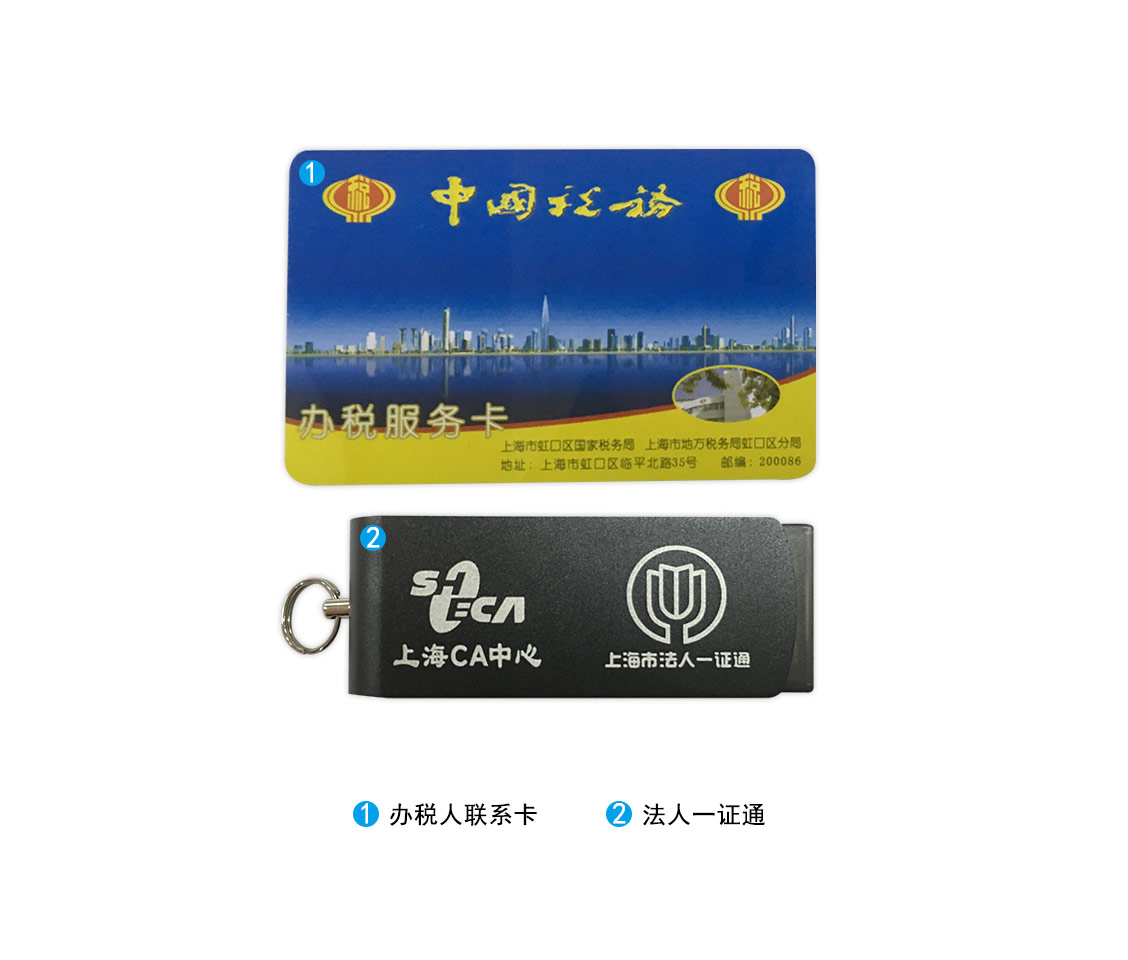 1
税 中國税務 税
办税服务卡
上海市虹口区国家税务局 上海市地方税务局虹口区分局
地址：上海市虹口区临平北路35号 邮编：200086
2
SHECA
上海CA中心
上海市法人一证通
1 办税人联系卡 2 法人一证通